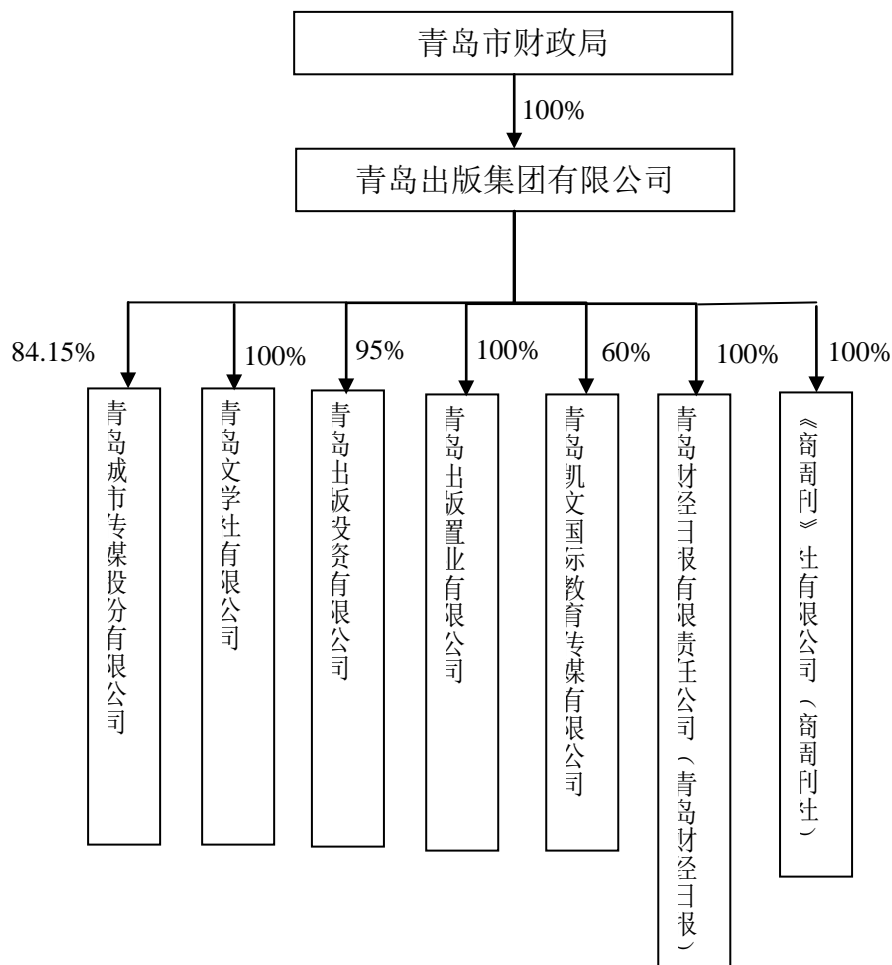 青岛市财政局
100%
青岛出版集团有限公司
84.15%
100%
95%
100%
60%
100%
100%
青岛城市传媒股份有限公司
青岛文学社有限公司
青岛出版投资有限公司
青岛出版置业有限公司
青岛凯文国际教育传媒有限公司
青岛财经日报有限责任公司（青岛财经日报）
《商周刊》社有限公司（商周刊社）